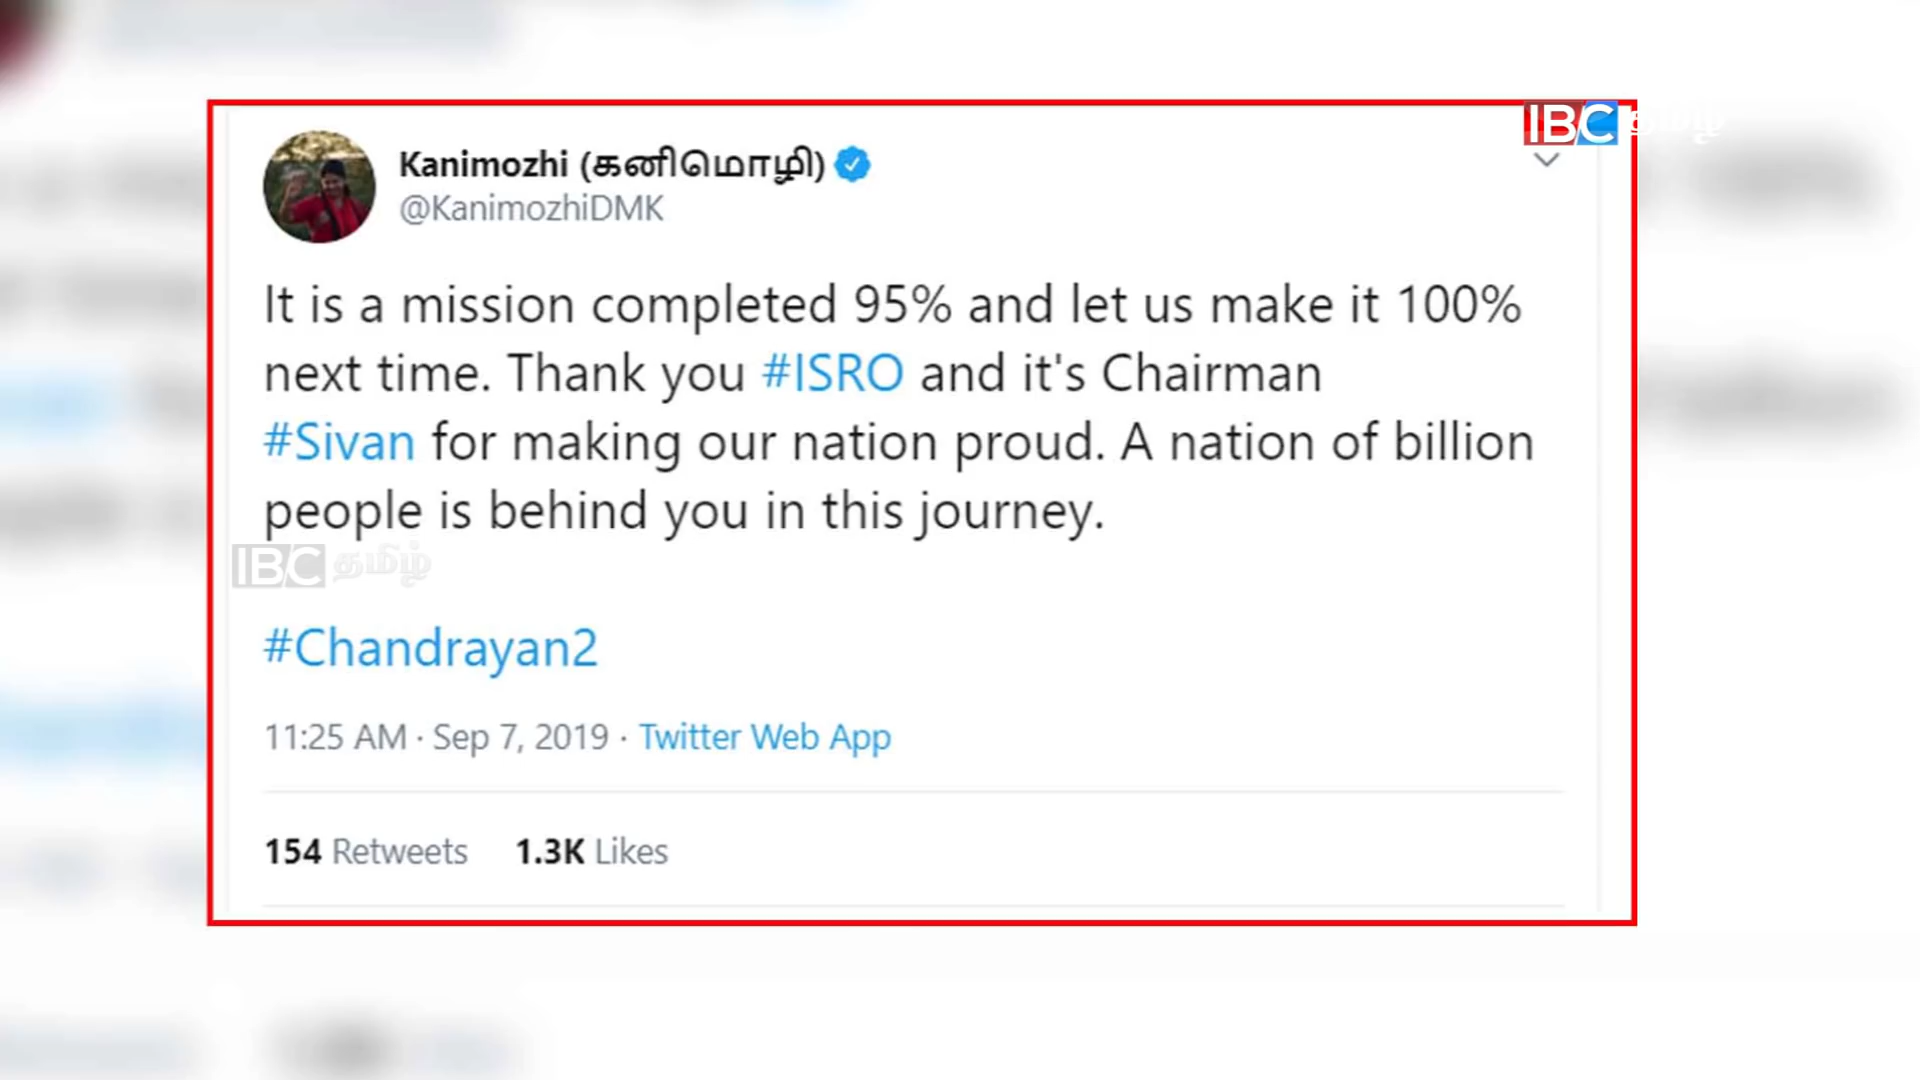 IBC தமிழ்
Kanimozhi (கனிமொழி)
@KanimozhiDMK
It is a mission completed 95% and let us make it 100%
next time. Thank you #ISRO and it's Chairman
#Sivan for making our nation proud. A nation of billion
people is behind you in this journey.
IBC தமிழ்
#Chandrayan2
11:25 AM · Sep 7, 2019 · Twitter Web App
154 Retweets 1.3K Likes